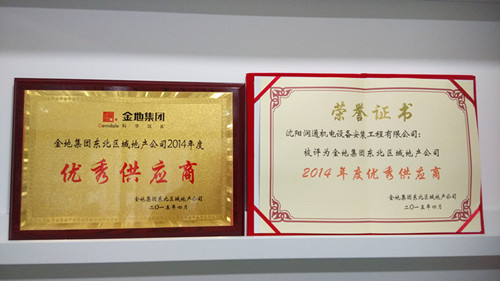 金地集团
Gemdale 科学筑家
金地集团东北区域地产公司2014年度
优秀供应商
金地集团东北区域地产公司
二〇一五年四月
荣誉证书
沈阳润通机电设备安装工程有限公司:
被评为金地集团东北区域地产公司
2014年度优秀供应商
金地集团东北区域地产公司
二〇一五年四月